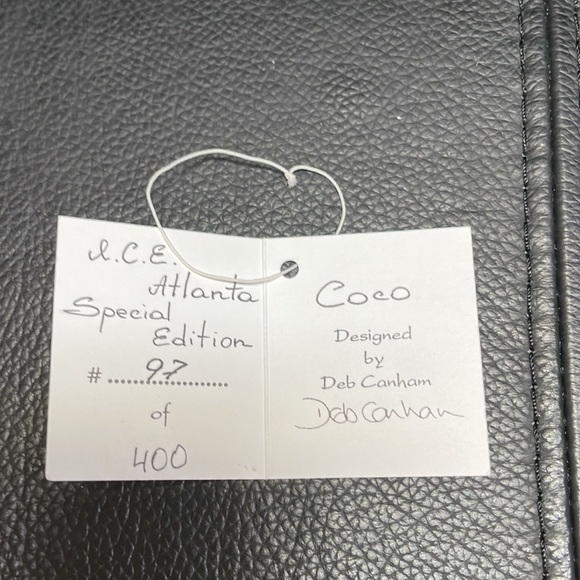 I.C.E.
Atlanta
Special
Edition
# 97
of
400
Coco
Designed
by
Deb Canham
Deb Canham